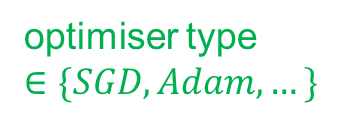 optimiser type
∈ {SGD, Adam, … }